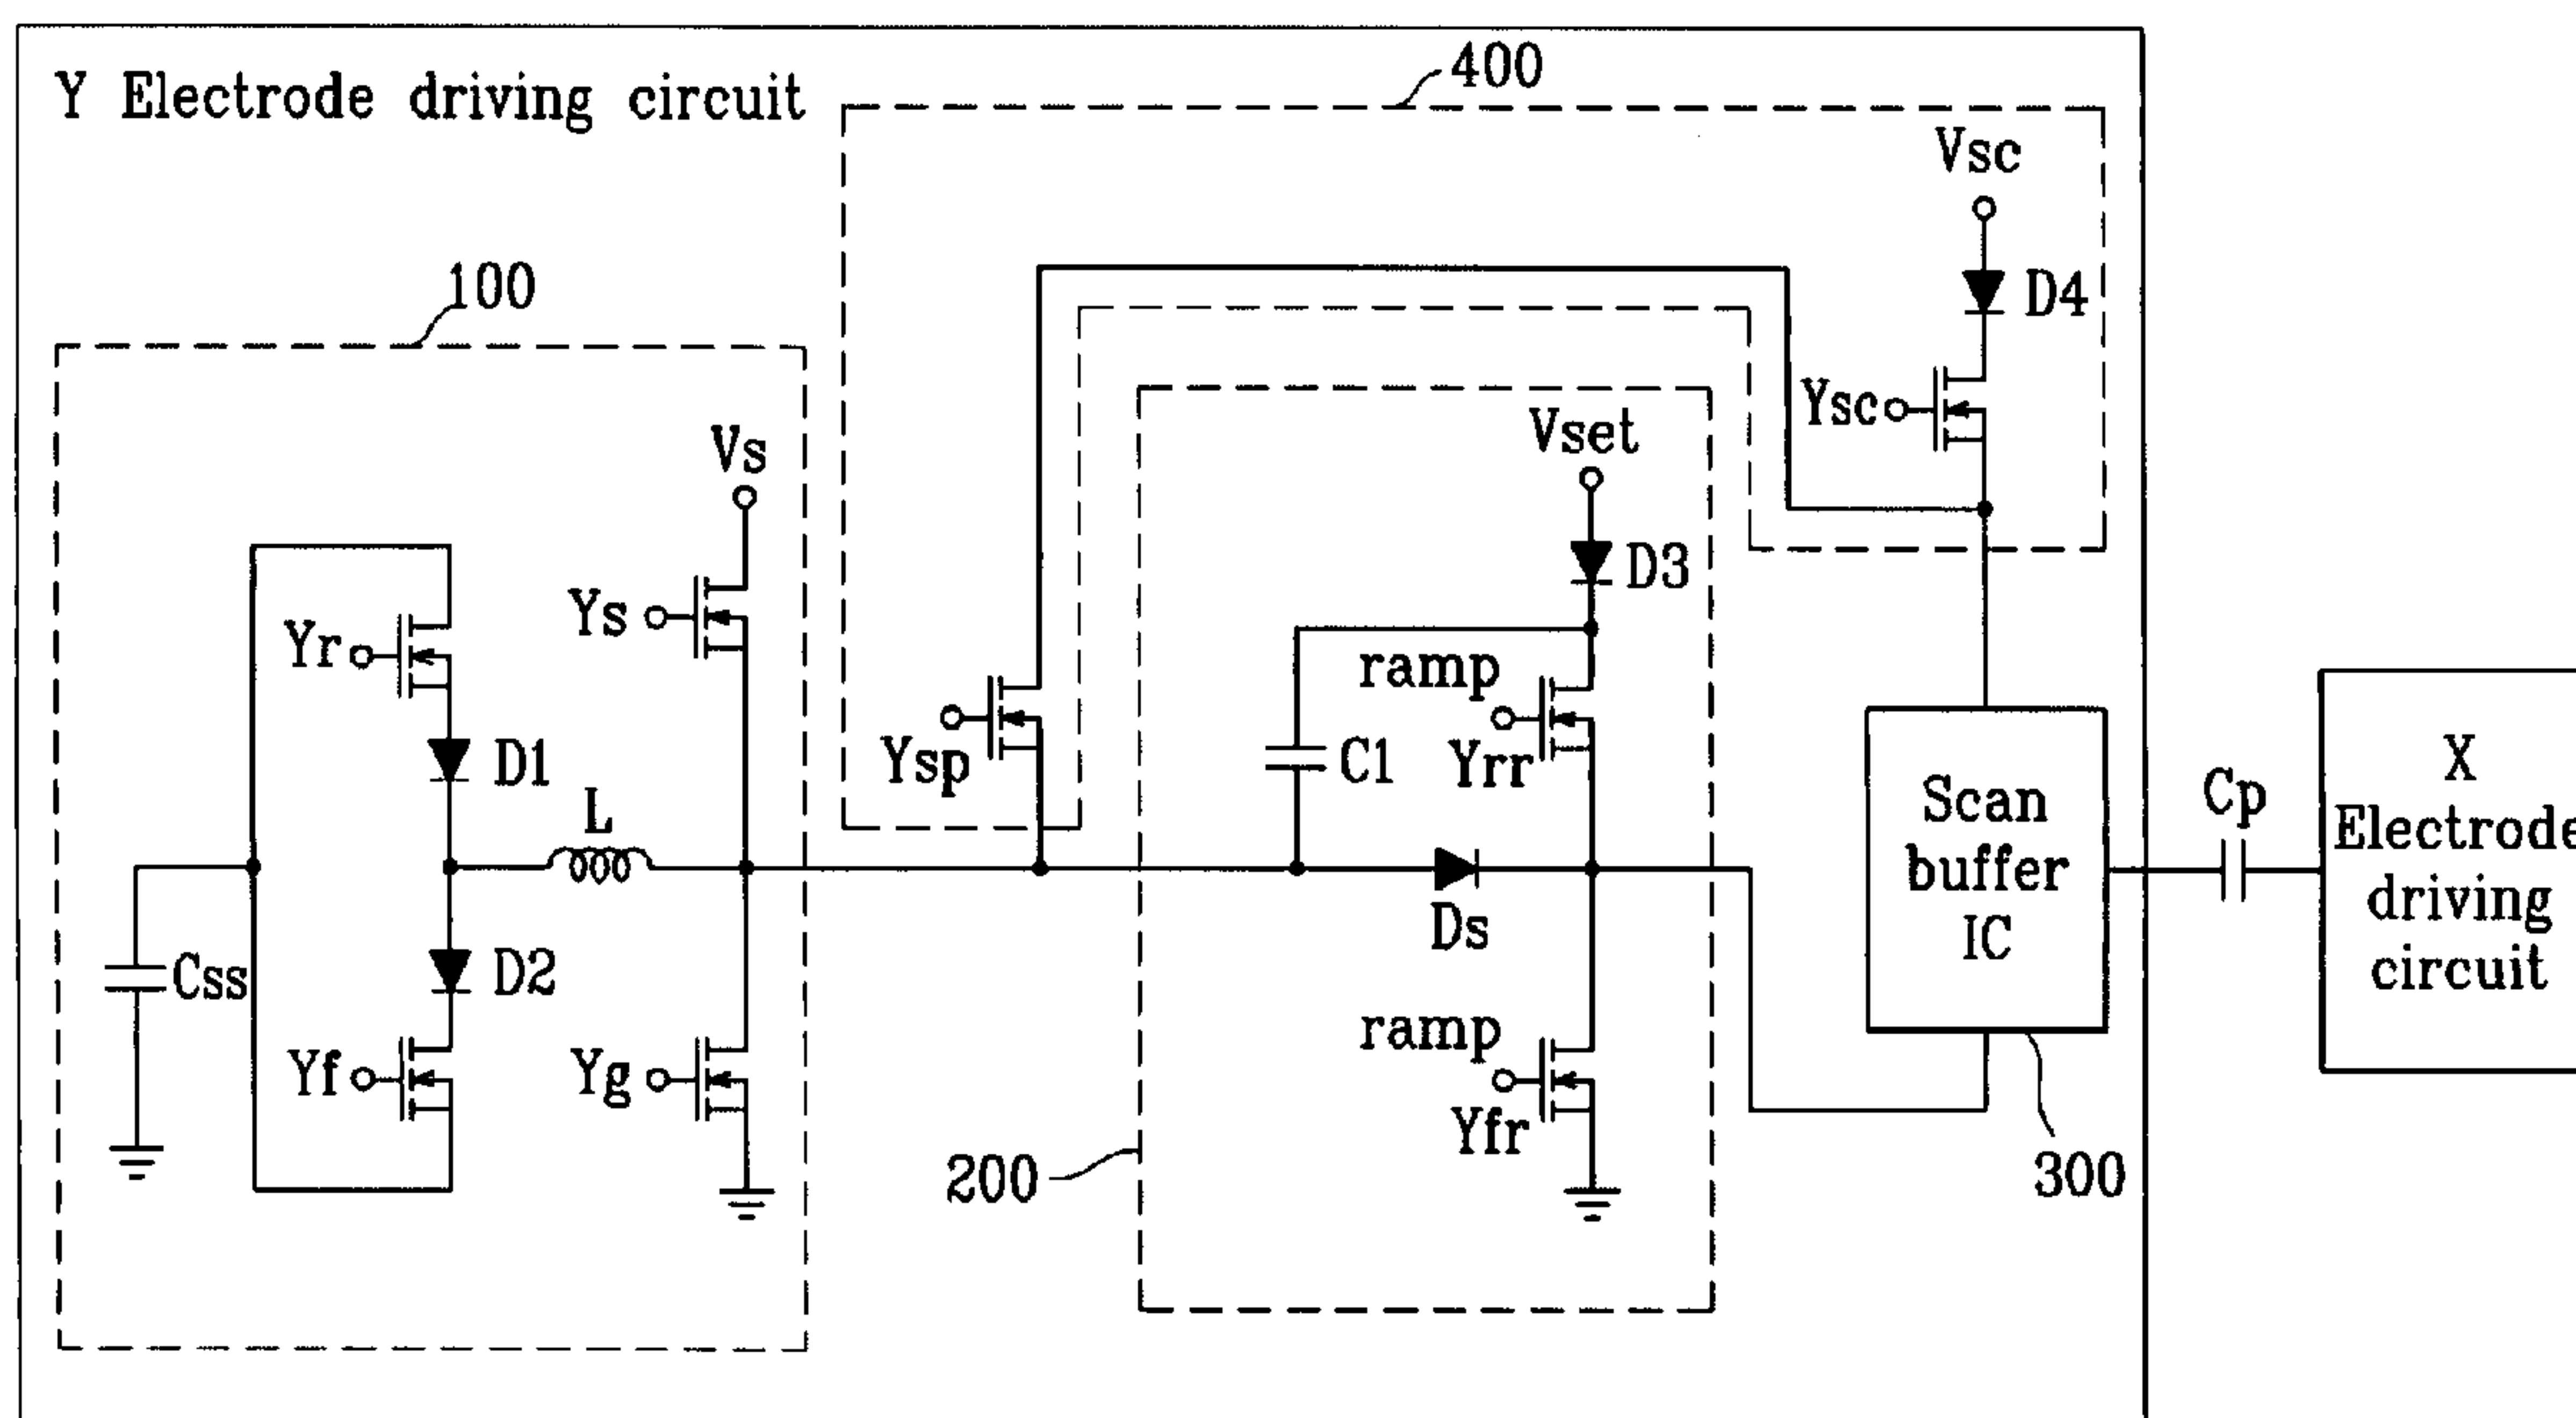 Y Electrode driving circuit
400
Vsc
D4
Ysc
100
Vs
Ys
Yr
D1
L
D2
Css
Yf
Yg
Ysp
Vset
D3
ramp
Yrr
C1
Ds
ramp
Yfr
200
Scan
buffer
IC
300
Cp
X
Electrode
driving
circuit